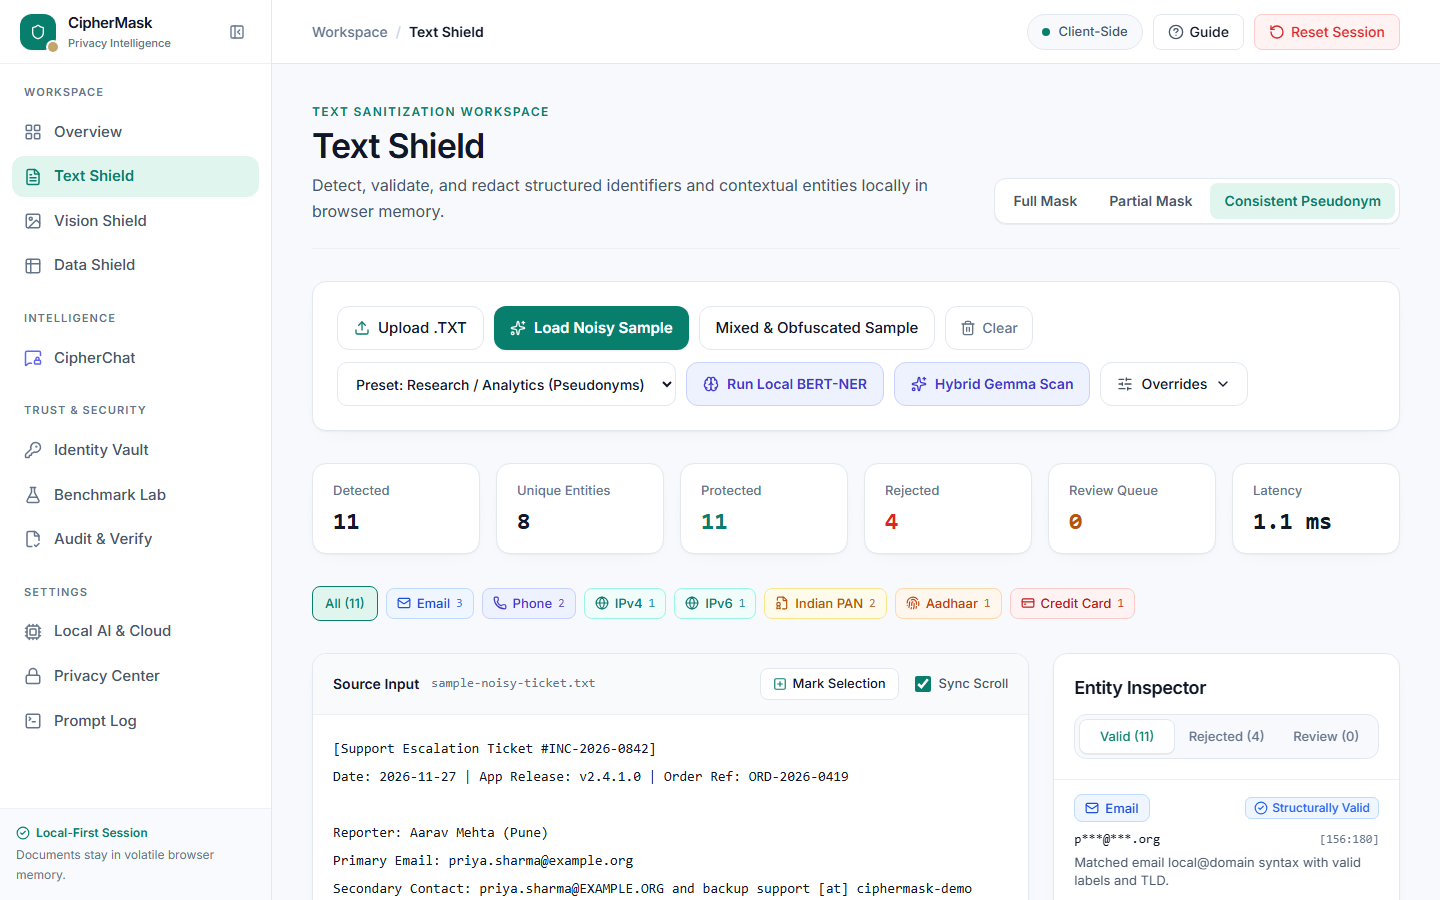 CipherMask
Privacy Intelligence
WORKSPACE
Overview
Text Shield
Vision Shield
Data Shield
INTELLIGENCE
CipherChat
TRUST & SECURITY
Identity Vault
Benchmark Lab
Audit & Verify
SETTINGS
Local AI & Cloud
Privacy Center
Prompt Log
Local-First Session
Documents stay in volatile browser
memory.
Workspace / Text Shield
Client-Side
Guide
Reset Session
TEXT SANITIZATION WORKSPACE
Text Shield
Detect, validate, and redact structured identifiers and contextual entities locally in
browser memory.
Full Mask
Partial Mask
Consistent Pseudonym
Upload .TXT
Load Noisy Sample
Mixed & Obfuscated Sample
Clear
Preset: Research / Analytics (Pseudonyms)
Run Local BERT-NER
Hybrid Gemma Scan
Overrides
Detected
11
Unique Entities
8
Protected
11
Rejected
4
Review Queue
0
Latency
1.1 ms
All (11)
Email 3
Phone 2
IPv4 1
IPv6 1
Indian PAN 2
Aadhaar 1
Credit Card 1
Source Input sample-noisy-ticket.txt
Mark Selection
Sync Scroll
[Support Escalation Ticket #INC-2026-0842]
Date: 2026-11-27 | App Release: v2.4.1.0 | Order Ref: ORD-2026-0419
Reporter: Aarav Mehta (Pune)
Primary Email: priya.sharma@example.org
Secondary Contact: priya.sharma@EXAMPLE.ORG and backup support [at] ciphermask-demo
Entity Inspector
Valid (11)
Rejected (4)
Review (0)
Email
Structurally Valid
p***@***.org
[156:180]
Matched email local@domain syntax with valid
labels and TLD.